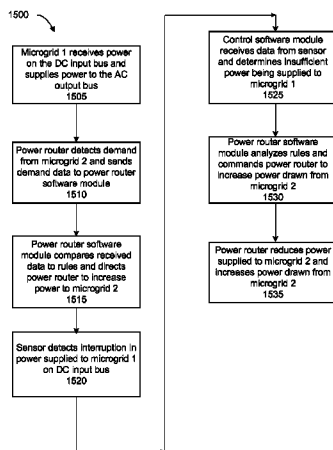 1500
Microgrid 1 receives power
on the DC input bus and
supplies power to the AC
output bus
1505
Power router detects demand
from microgrid 2 and sends
demand data to power router
software module
1510
Power router software
module compares received
data to rules and directs
power router to increase
power to microgrid 2
1515
Sensor detects interruption in
power supplied to microgrid 1
on DC input bus
1520
Control software module
receives data from sensor
and determines Insufficient
power being supplied to
microgrid 1
1525
Power router software
module analyzes rules and
commands power router to
increase power drawn from
microgrid 2
1530
Power router reduces power
supplied to microgrid 2 and
increases power drawn from
microgrid 2
1535